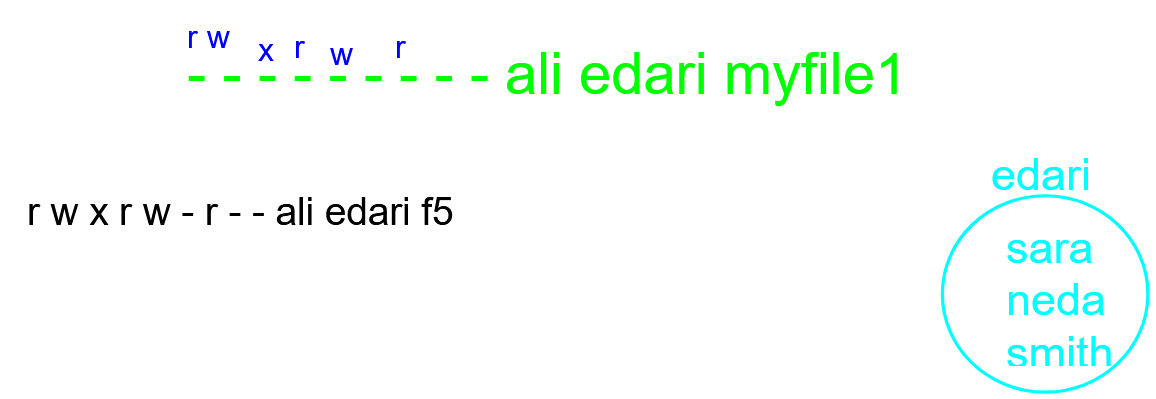 r w x r w r
- - - - - - - - - ali edari myfile1
edari
r w x r w - r - - ali edari f5
sara
neda
smith